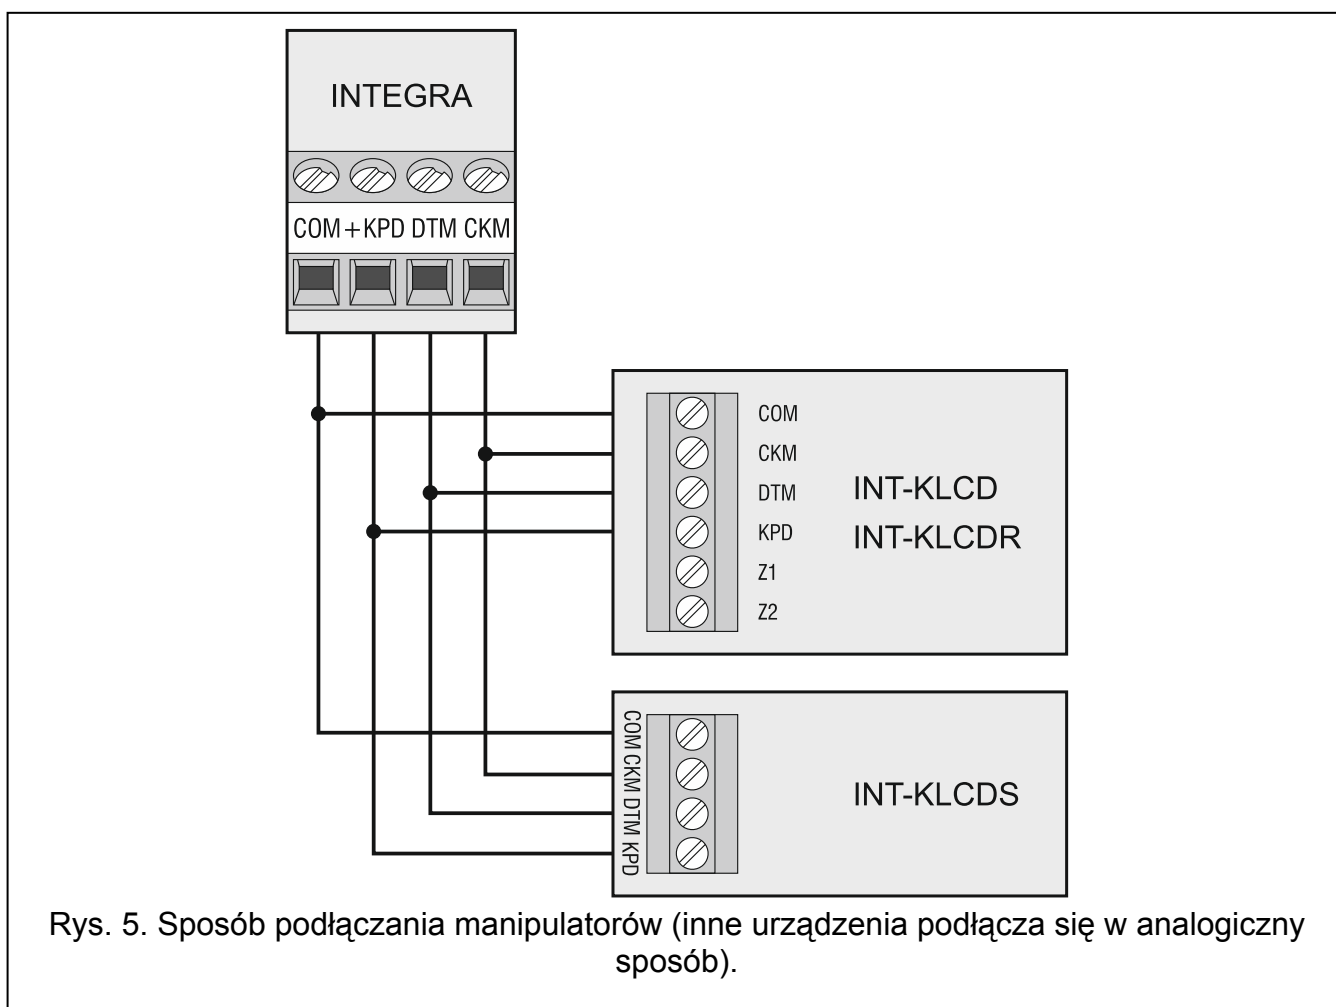 INTEGRA
COM +KPD DTM CKM
COM
CKM
DTM
KPD
Z1
Z2
INT-KLCD
INT-KLCDR
COM CKM DTM KPD
INT-KLCDS
Rys. 5. Sposób podłączania manipulatorów (inne urządzenia podłącza się w analogiczny
sposób).